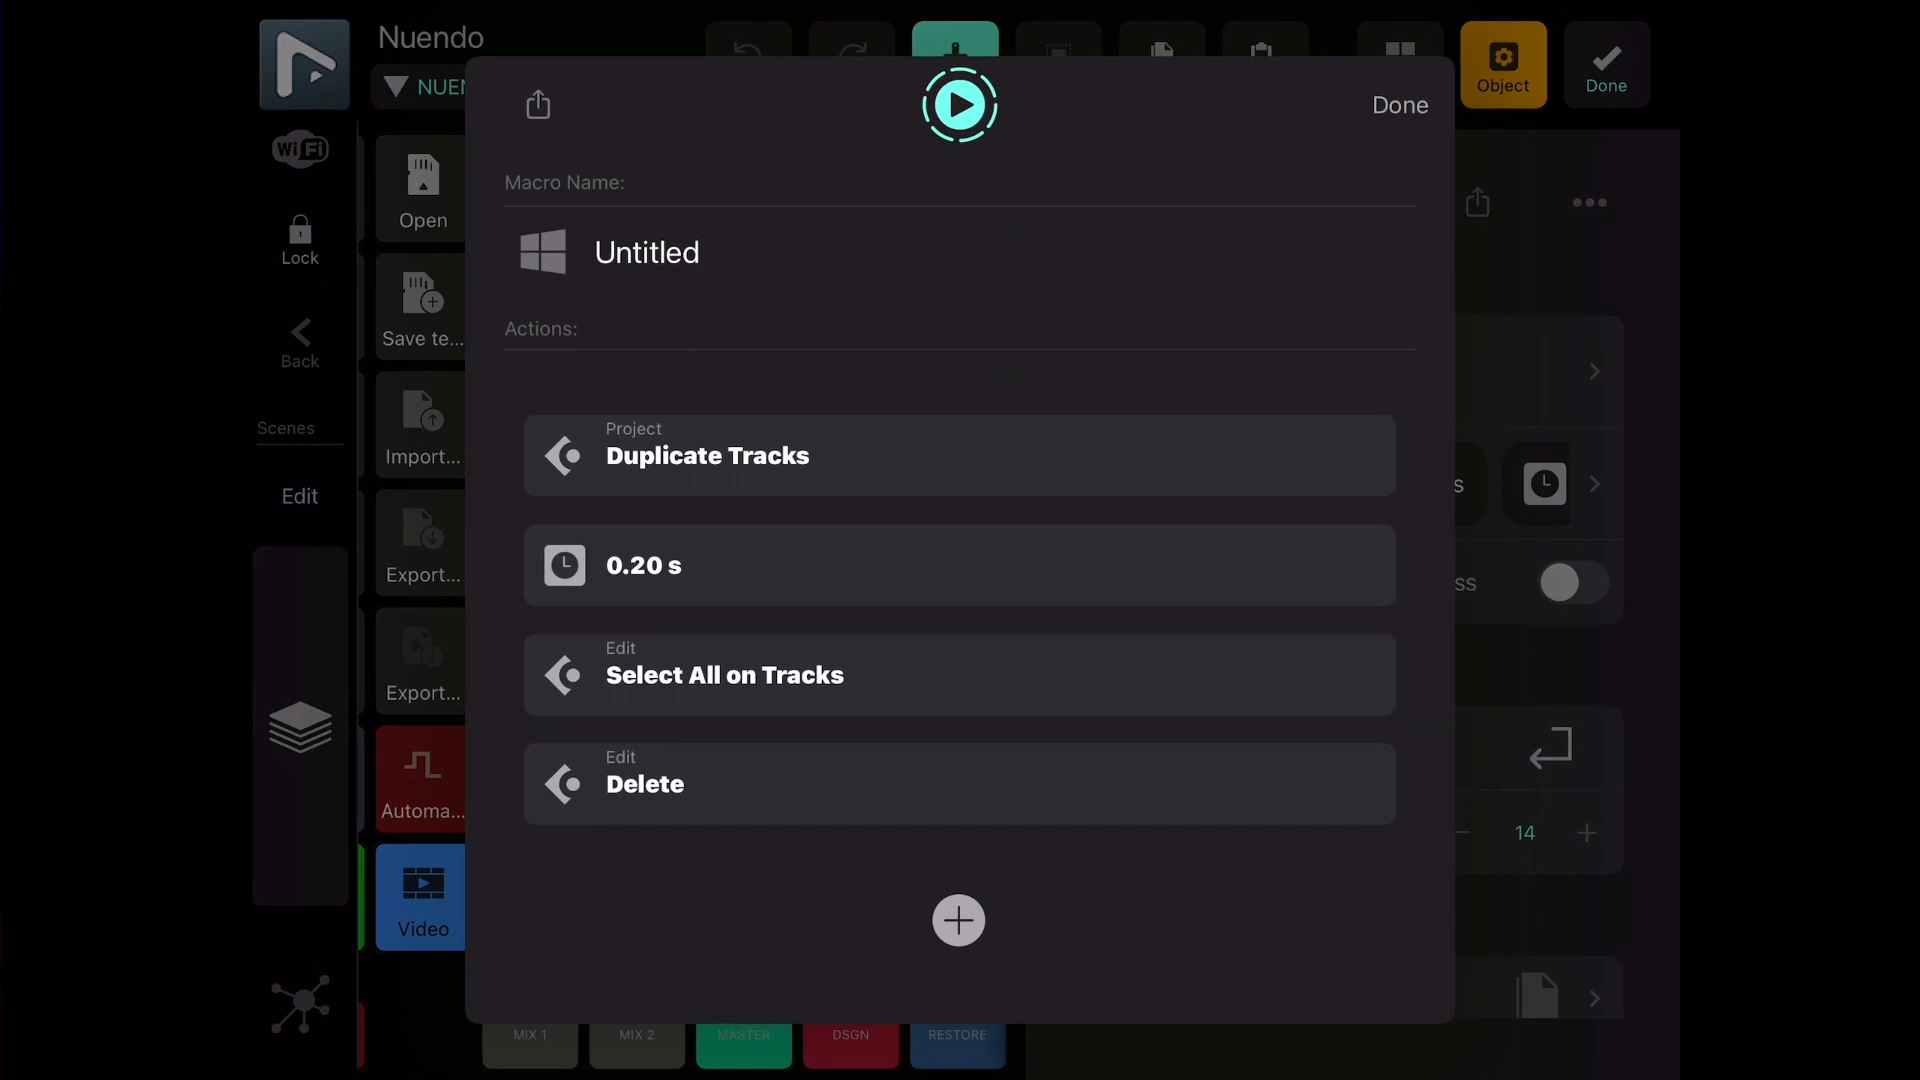 Nuendo
Object
Done
NUEN
Done
WiFi
Macro Name:
Open
Untitled
Lock
Actions:
Save te...
Back
Project
Duplicate Tracks
Scenes
Import...
s
Edit
0.20 s
Export...
ss
Edit
Select All on Tracks
Export...
Edit
Delete
Automa...
14
Video
MIX 1
MIX 2
MASTER
DSGN
RESTORE